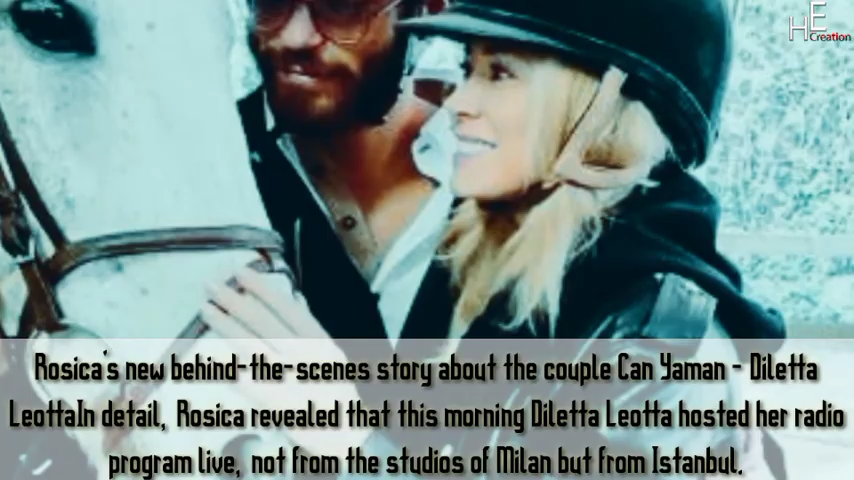 HE
Creation
Rosica's new behind-the-scenes story about the couple Can Yaman - Diletta
LeottaIn detail, Rosica revealed that this morning Diletta Leotta hosted her radio
program live, not from the studios of Milan but from Istanbul.